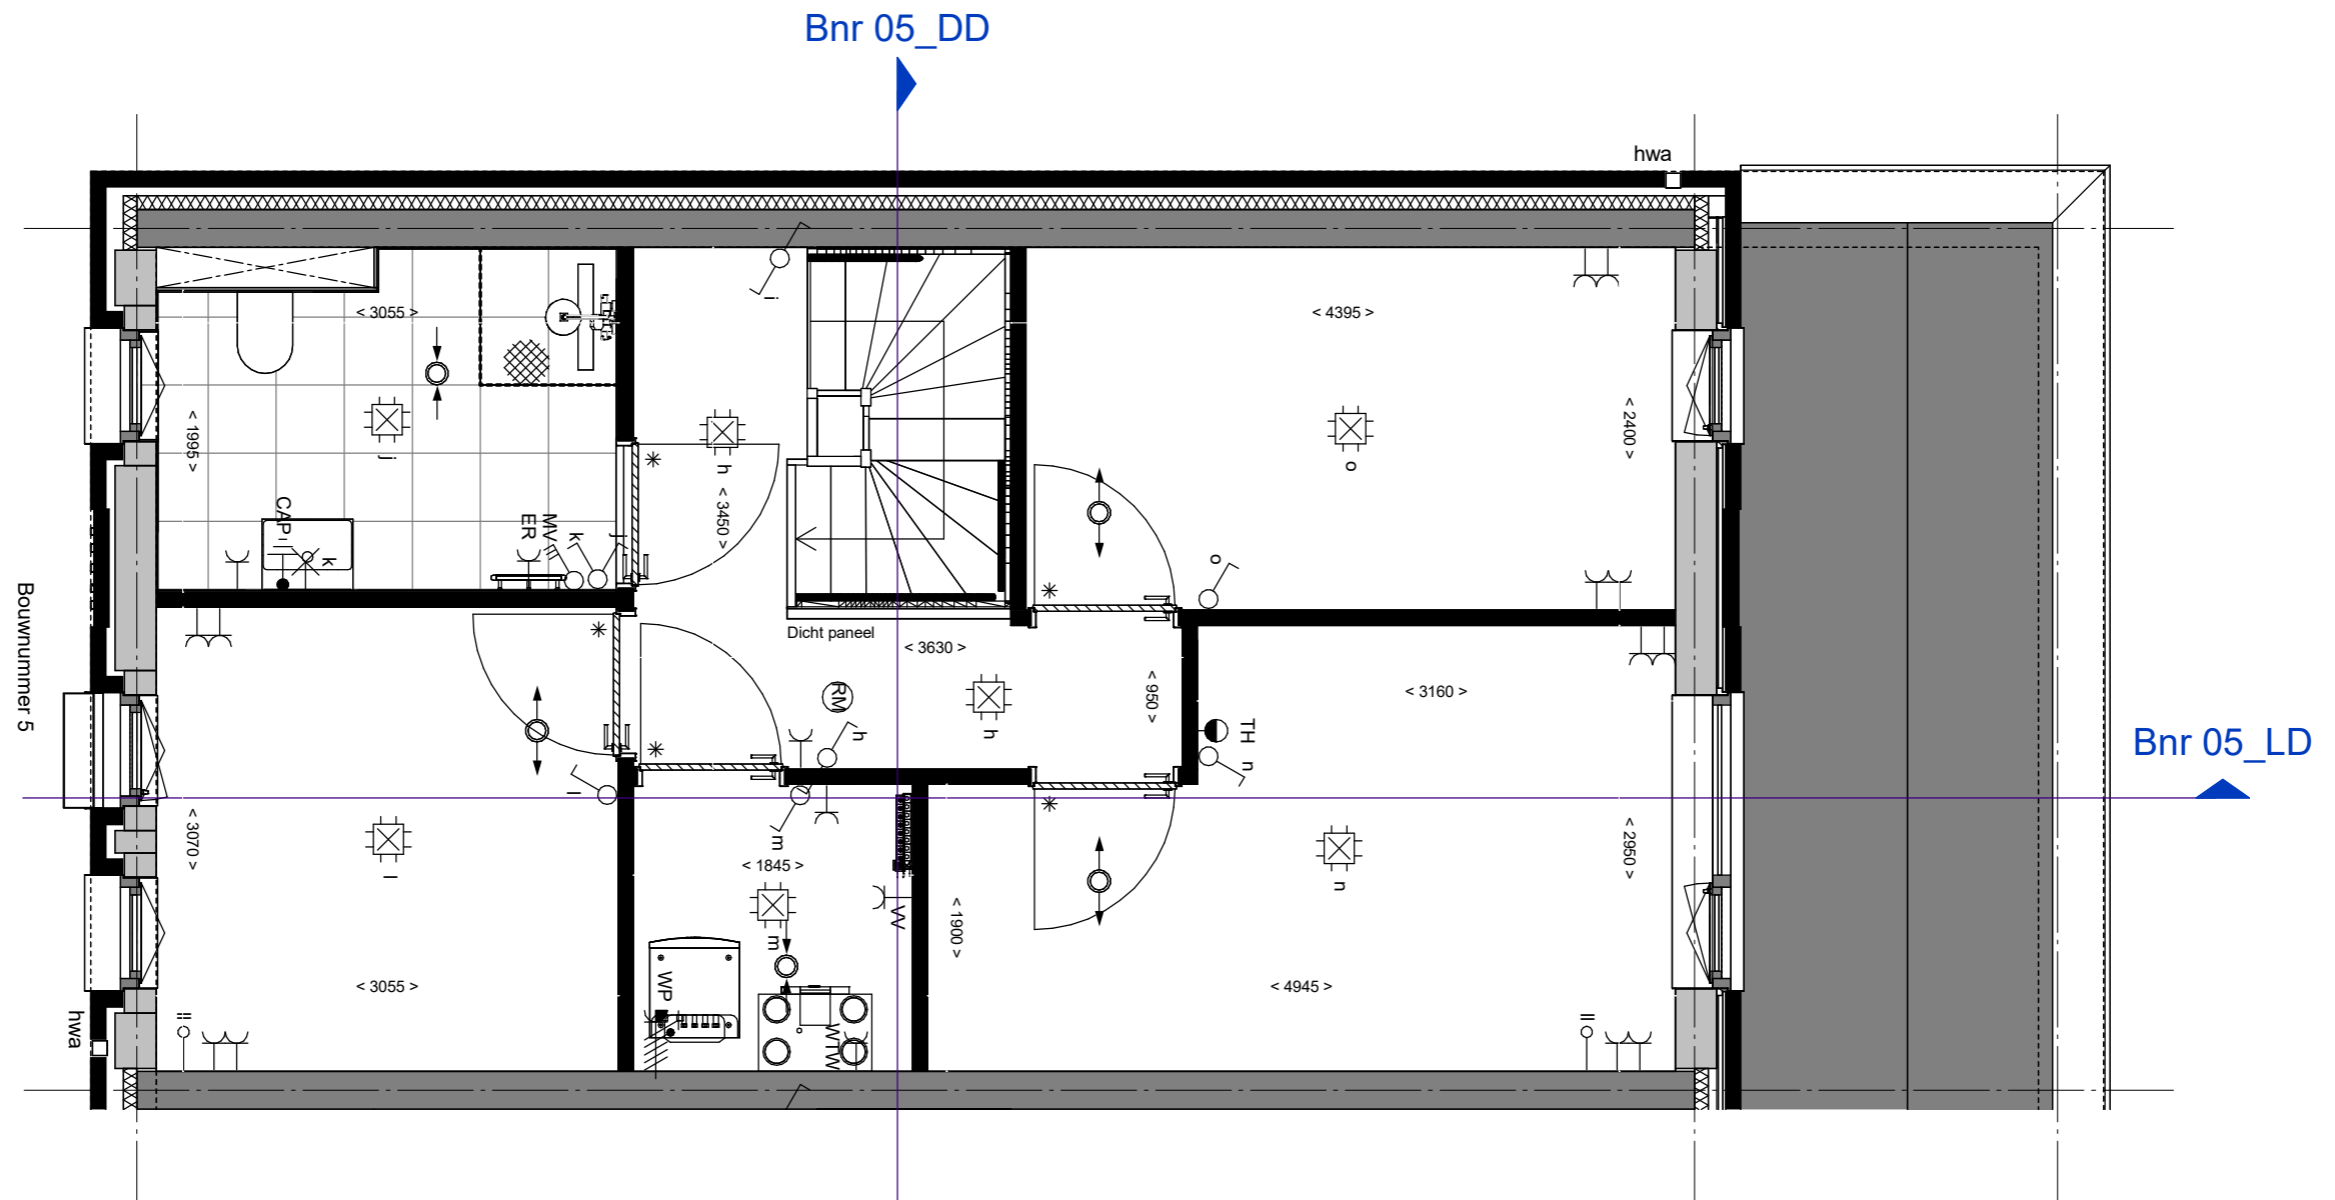 Bnr 05_DD
hwa
< 3055 >
< 4395 >
i
< 1995 >
j
h
< 3450 >
o
< 2400 >
CAP
k
ER
MV
k
j
o
Bouwnummer 5
Dicht paneel
< 3630 >
RM
h
h
< 950 >
TH
n
< 3160 >
Bnr 05_LD
l
< 3070 >
l
m
< 1845 >
m
VV
< 1900 >
n
< 2950 >
< 3055 >
WP
WTW
< 4945 >
hwa